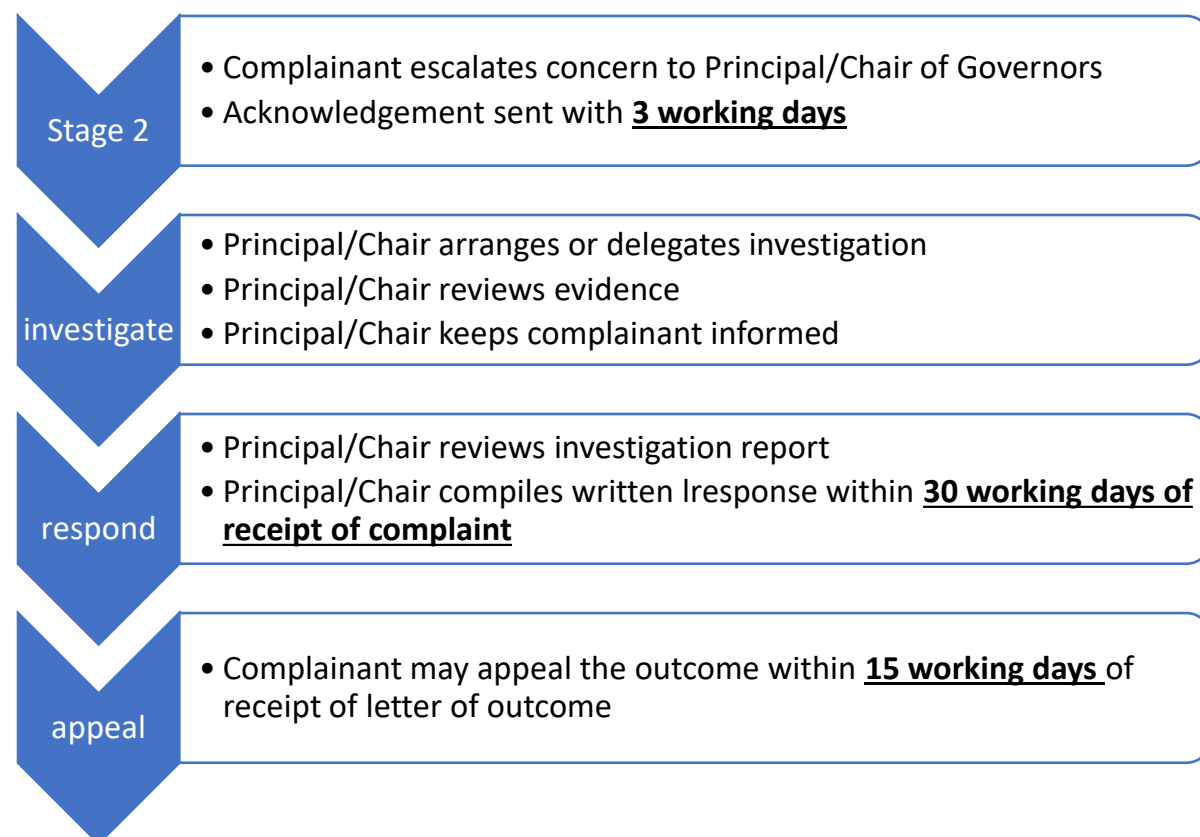 Stage 2
• Complainant escalates concern to Principal/Chair of Governors
• Acknowledgement sent with 3 working days
investigate
• Principal/Chair arranges or delegates investigation
• Principal/Chair reviews evidence
• Principal/Chair keeps complainant informed
respond
• Principal/Chair reviews investigation report
• Principal/Chair compiles written lresponse within 30 working days of
receipt of complaint
appeal
• Complainant may appeal the outcome within 15 working days of
receipt of letter of outcome